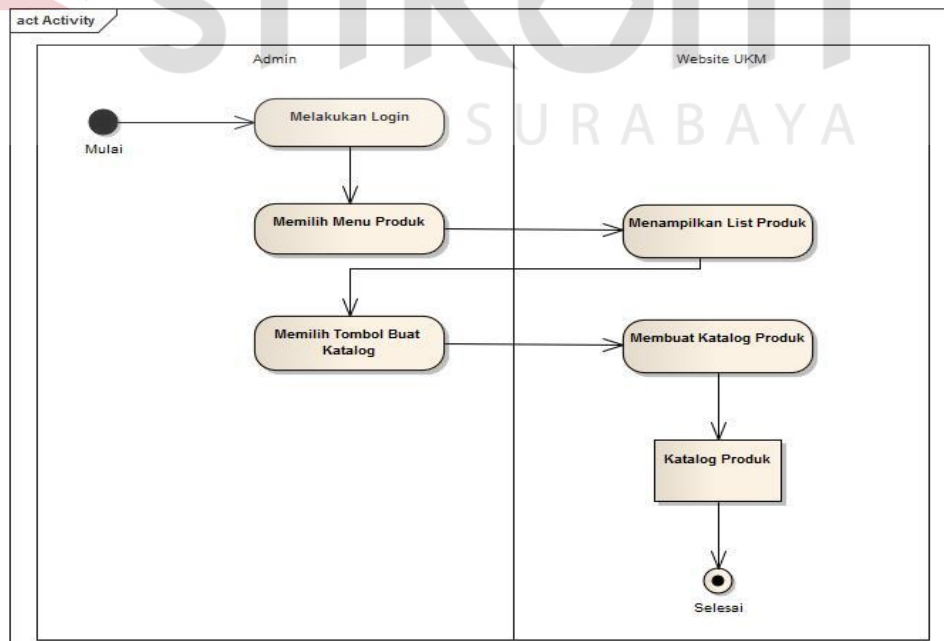 act Activity
Admin
Website UKM
SURABAYA
Mulai
Melakukan Login
Memilih Menu Produk
Menampilkan List Produk
Memilih Tombol Buat
Katalog
Membuat Katalog Produk
Katalog Produk
Selesai